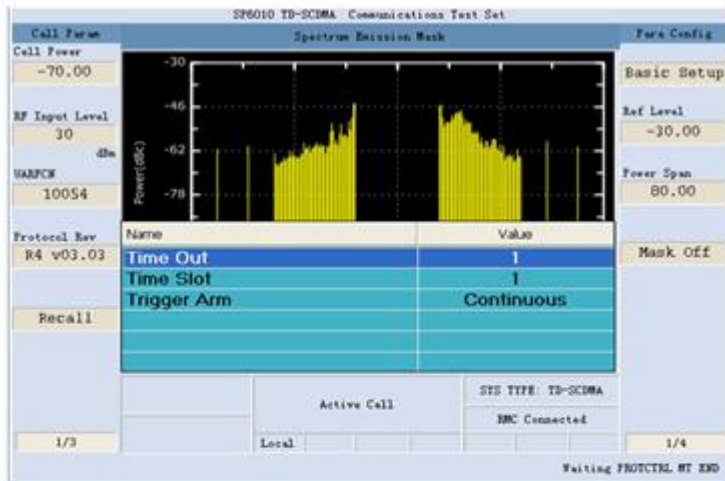 SP6010 TD-SCDMA Communications Test Set
Call Param
Spectrum Emission Mask
Para Config
Cell Power
-70.00
RF Input Level
30
dBm
UARFCN
10054
Protocol Rev
R4 v03.03
Recall
1/3
-30
-46
-62
-78
Power(dBc)
Name Value
Time Out 1
Time Slot 1
Trigger Arm Continuous
Active Call
SYS TYPE: TD-SCDMA
RMC Connected
Local
Basic Setup
Ref Level
-30.00
Power Span
80.00
Mask Off
1/4
Waiting PROTCTRL MT END